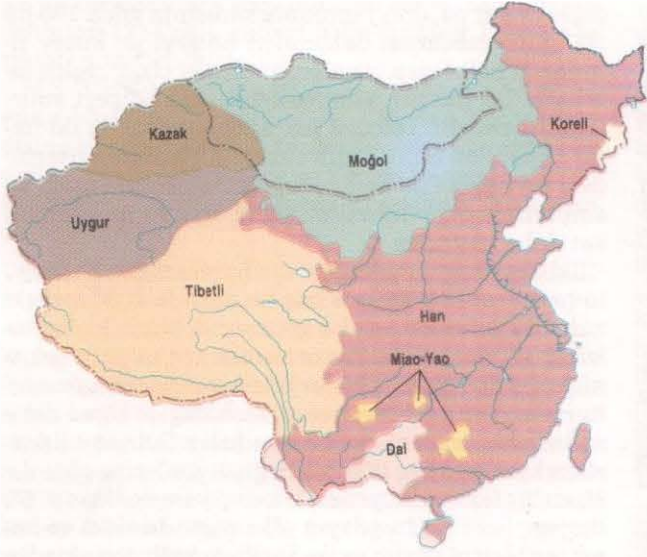 Koreli
Kazak
Moğol
Uygur
Tibetli
Han
Miao-Yao
Dai